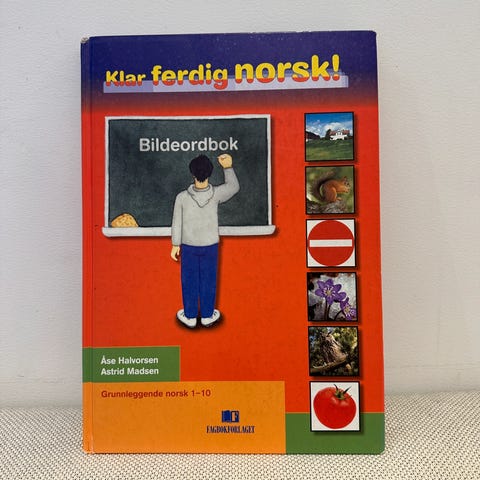 Klar ferdig norsk!
Bildeordbok
Åse Halvorsen
Astrid Madsen
Grunnleggende norsk 1–10
FAGBOKFORLAGET